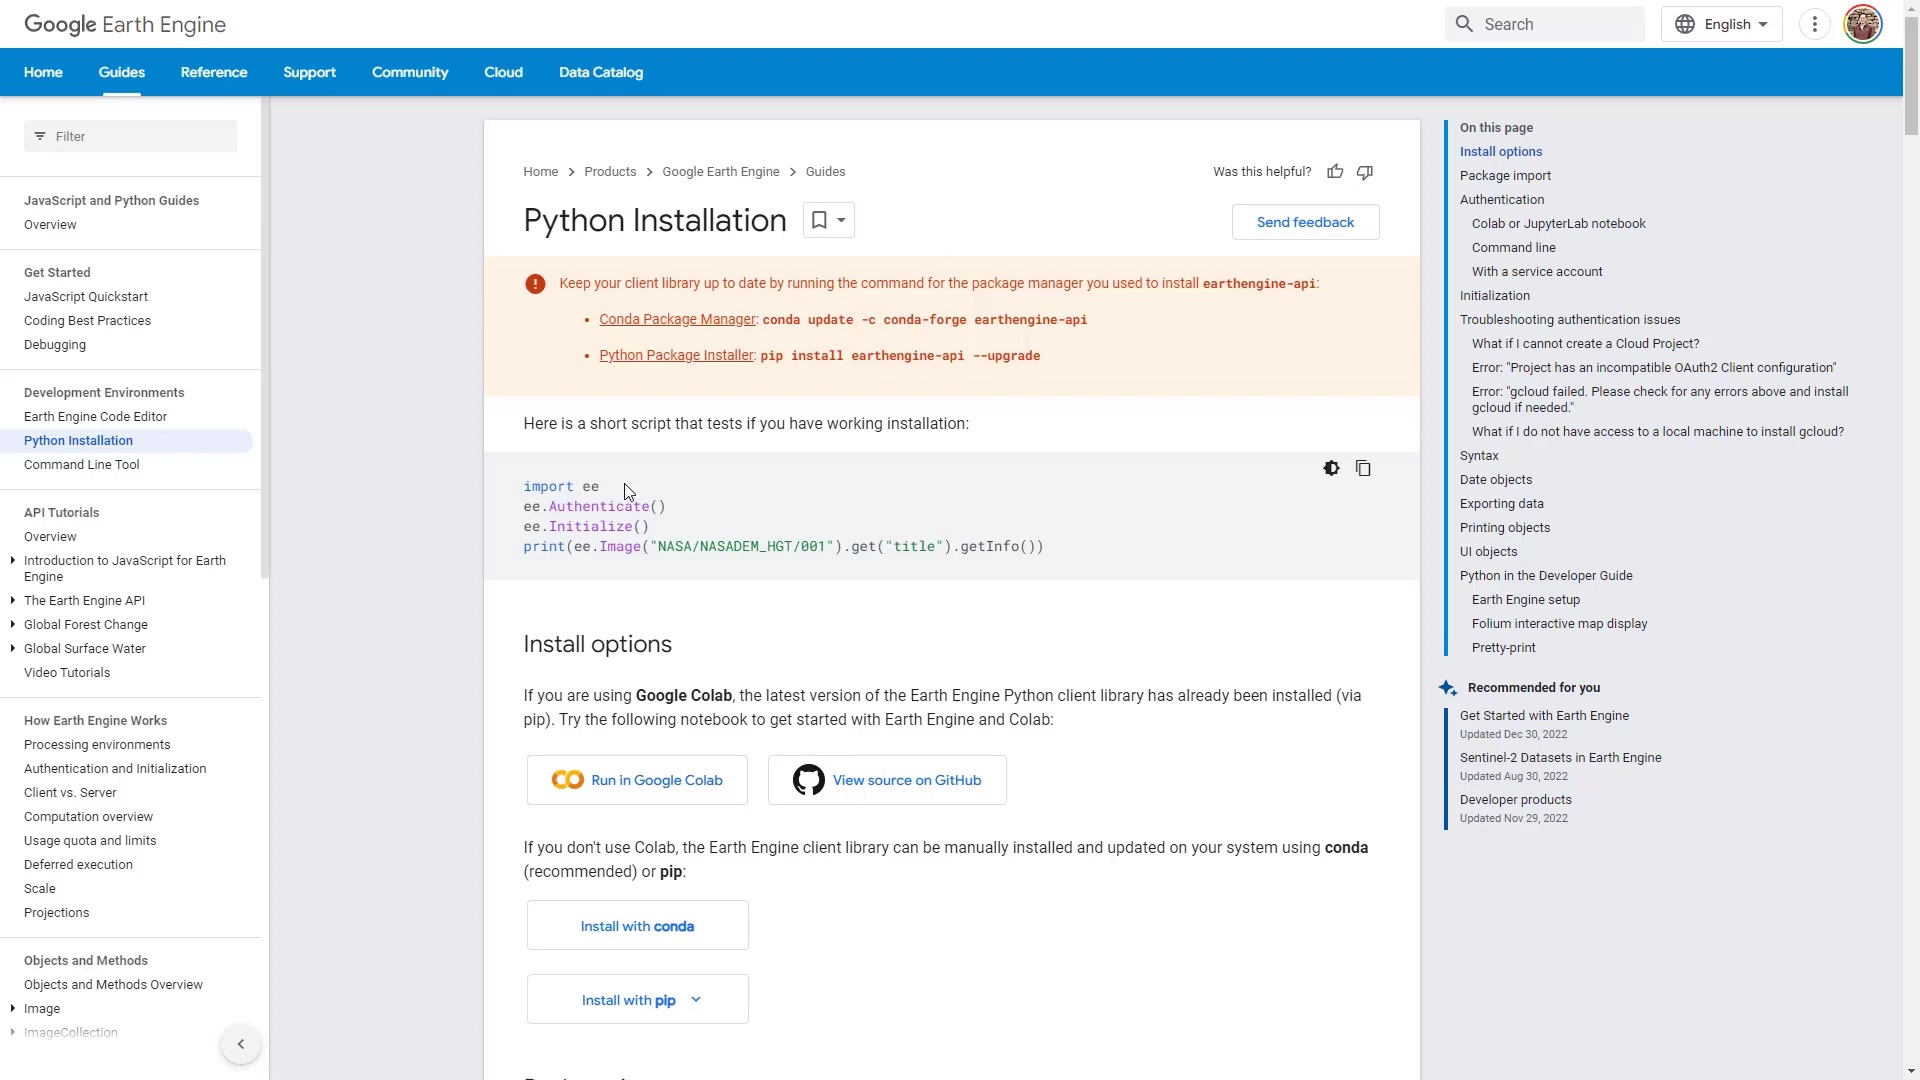 Google Earth Engine
Search
English
Home
Guides
Reference
Support
Community
Cloud
Data Catalog
Filter
JavaScript and Python Guides
Overview
Get Started
JavaScript Quickstart
Coding Best Practices
Debugging
Development Environments
Earth Engine Code Editor
Python Installation
Command Line Tool
API Tutorials
Overview
Introduction to JavaScript for Earth
Engine
The Earth Engine API
Global Forest Change
Global Surface Water
Video Tutorials
How Earth Engine Works
Processing environments
Authentication and Initialization
Client vs. Server
Computation overview
Usage quota and limits
Deferred execution
Scale
Projections
Objects and Methods
Objects and Methods Overview
Image
ImageCollection
Home > Products > Google Earth Engine > Guides
Was this helpful?
Python Installation
Send feedback
Keep your client library up to date by running the command for the package manager you used to install earthengine-api:
• Conda Package Manager: conda update -c conda-forge earthengine-api
• Python Package Installer: pip install earthengine-api --upgrade
Here is a short script that tests if you have working installation:
import ee
ee.Authenticate()
ee.Initialize()
print(ee.Image("NASA/NASADEM_HGT/001").get("title").getInfo())
Install options
If you are using Google Colab, the latest version of the Earth Engine Python client library has already been installed (via
pip). Try the following notebook to get started with Earth Engine and Colab:
Run in Google Colab
View source on GitHub
If you don't use Colab, the Earth Engine client library can be manually installed and updated on your system using conda
(recommended) or pip:
Install with conda
Install with pip
On this page
Install options
Package import
Authentication
Colab or JupyterLab notebook
Command line
With a service account
Initialization
Troubleshooting authentication issues
What if I cannot create a Cloud Project?
Error: "Project has an incompatible OAuth2 Client configuration"
Error: "gcloud failed. Please check for any errors above and install
gcloud if needed."
What if I do not have access to a local machine to install gcloud?
Syntax
Date objects
Exporting data
Printing objects
UI objects
Python in the Developer Guide
Earth Engine setup
Folium interactive map display
Pretty-print
Recommended for you
Get Started with Earth Engine
Updated Dec 30, 2022
Sentinel-2 Datasets in Earth Engine
Updated Aug 30, 2022
Developer products
Updated Nov 29, 2022